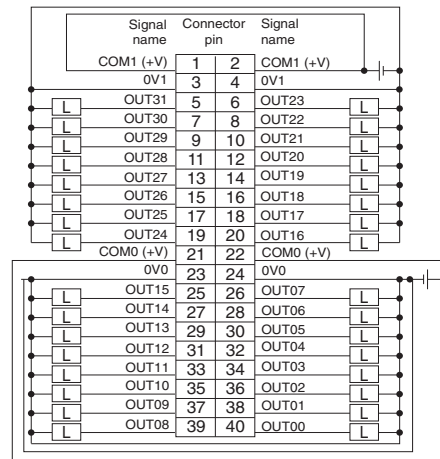 Signal name Connector pin Signal name
COM1 (+V) 1 2 COM1 (+V)
0V1 3 4 0V1
L OUT31 5 6 OUT23 L
L OUT30 7 8 OUT22 L
L OUT29 9 10 OUT21 L
L OUT28 11 12 OUT20 L
L OUT27 13 14 OUT19 L
L OUT26 15 16 OUT18 L
L OUT25 17 18 OUT17 L
L OUT24 19 20 OUT16 L
COM0 (+V) 21 22 COM0 (+V)
0V0 23 24 0V0
L OUT15 25 26 OUT07 L
L OUT14 27 28 OUT06 L
L OUT13 29 30 OUT05 L
L OUT12 31 32 OUT04 L
L OUT11 33 34 OUT03 L
L OUT10 35 36 OUT02 L
L OUT09 37 38 OUT01 L
L OUT08 39 40 OUT00 L